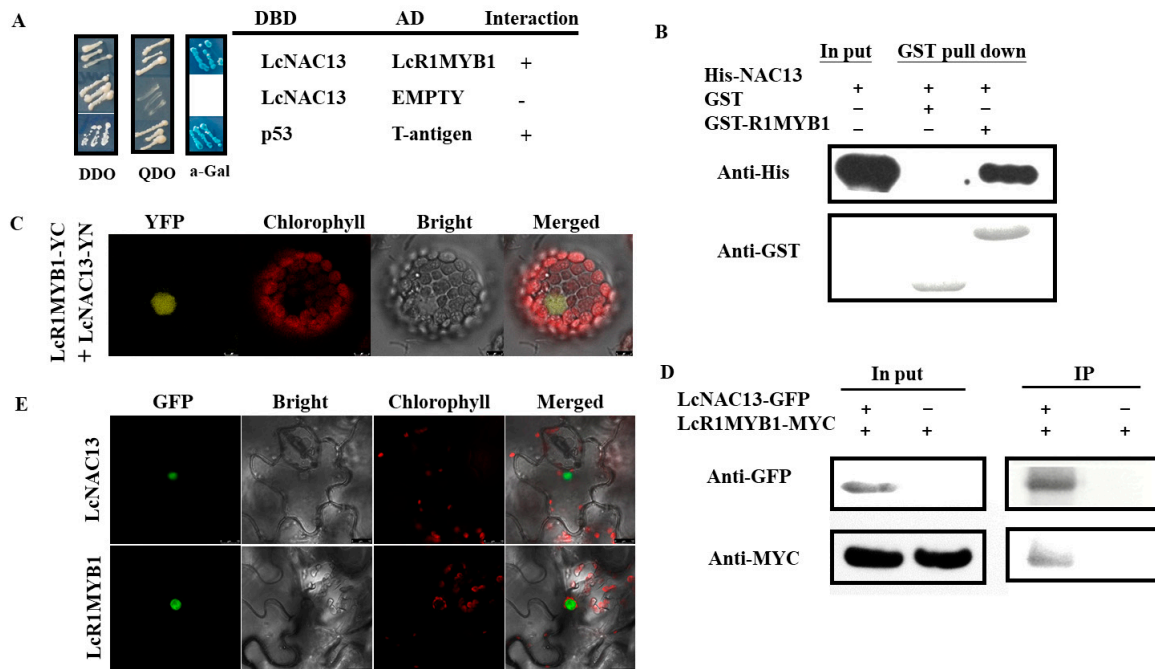 A
DBD AD Interaction
LcNAC13 LcR1MYB1 +
LcNAC13 EMPTY -
p53 T-antigen +
DDO QDO a-Gal
B
In put GST pull down
His-NAC13 + + +
GST − + −
GST-R1MYB1 − − +
Anti-His
Anti-GST
C
YFP Chlorophyll Bright Merged
LcR1MYB1-YC
+ LcNAC13-YN
D
In put IP
LcNAC13-GFP + − + −
LcR1MYB1-MYC + + + +
Anti-GFP
Anti-MYC
E
GFP Bright Chlorophyll Merged
LcNAC13
LcR1MYB1